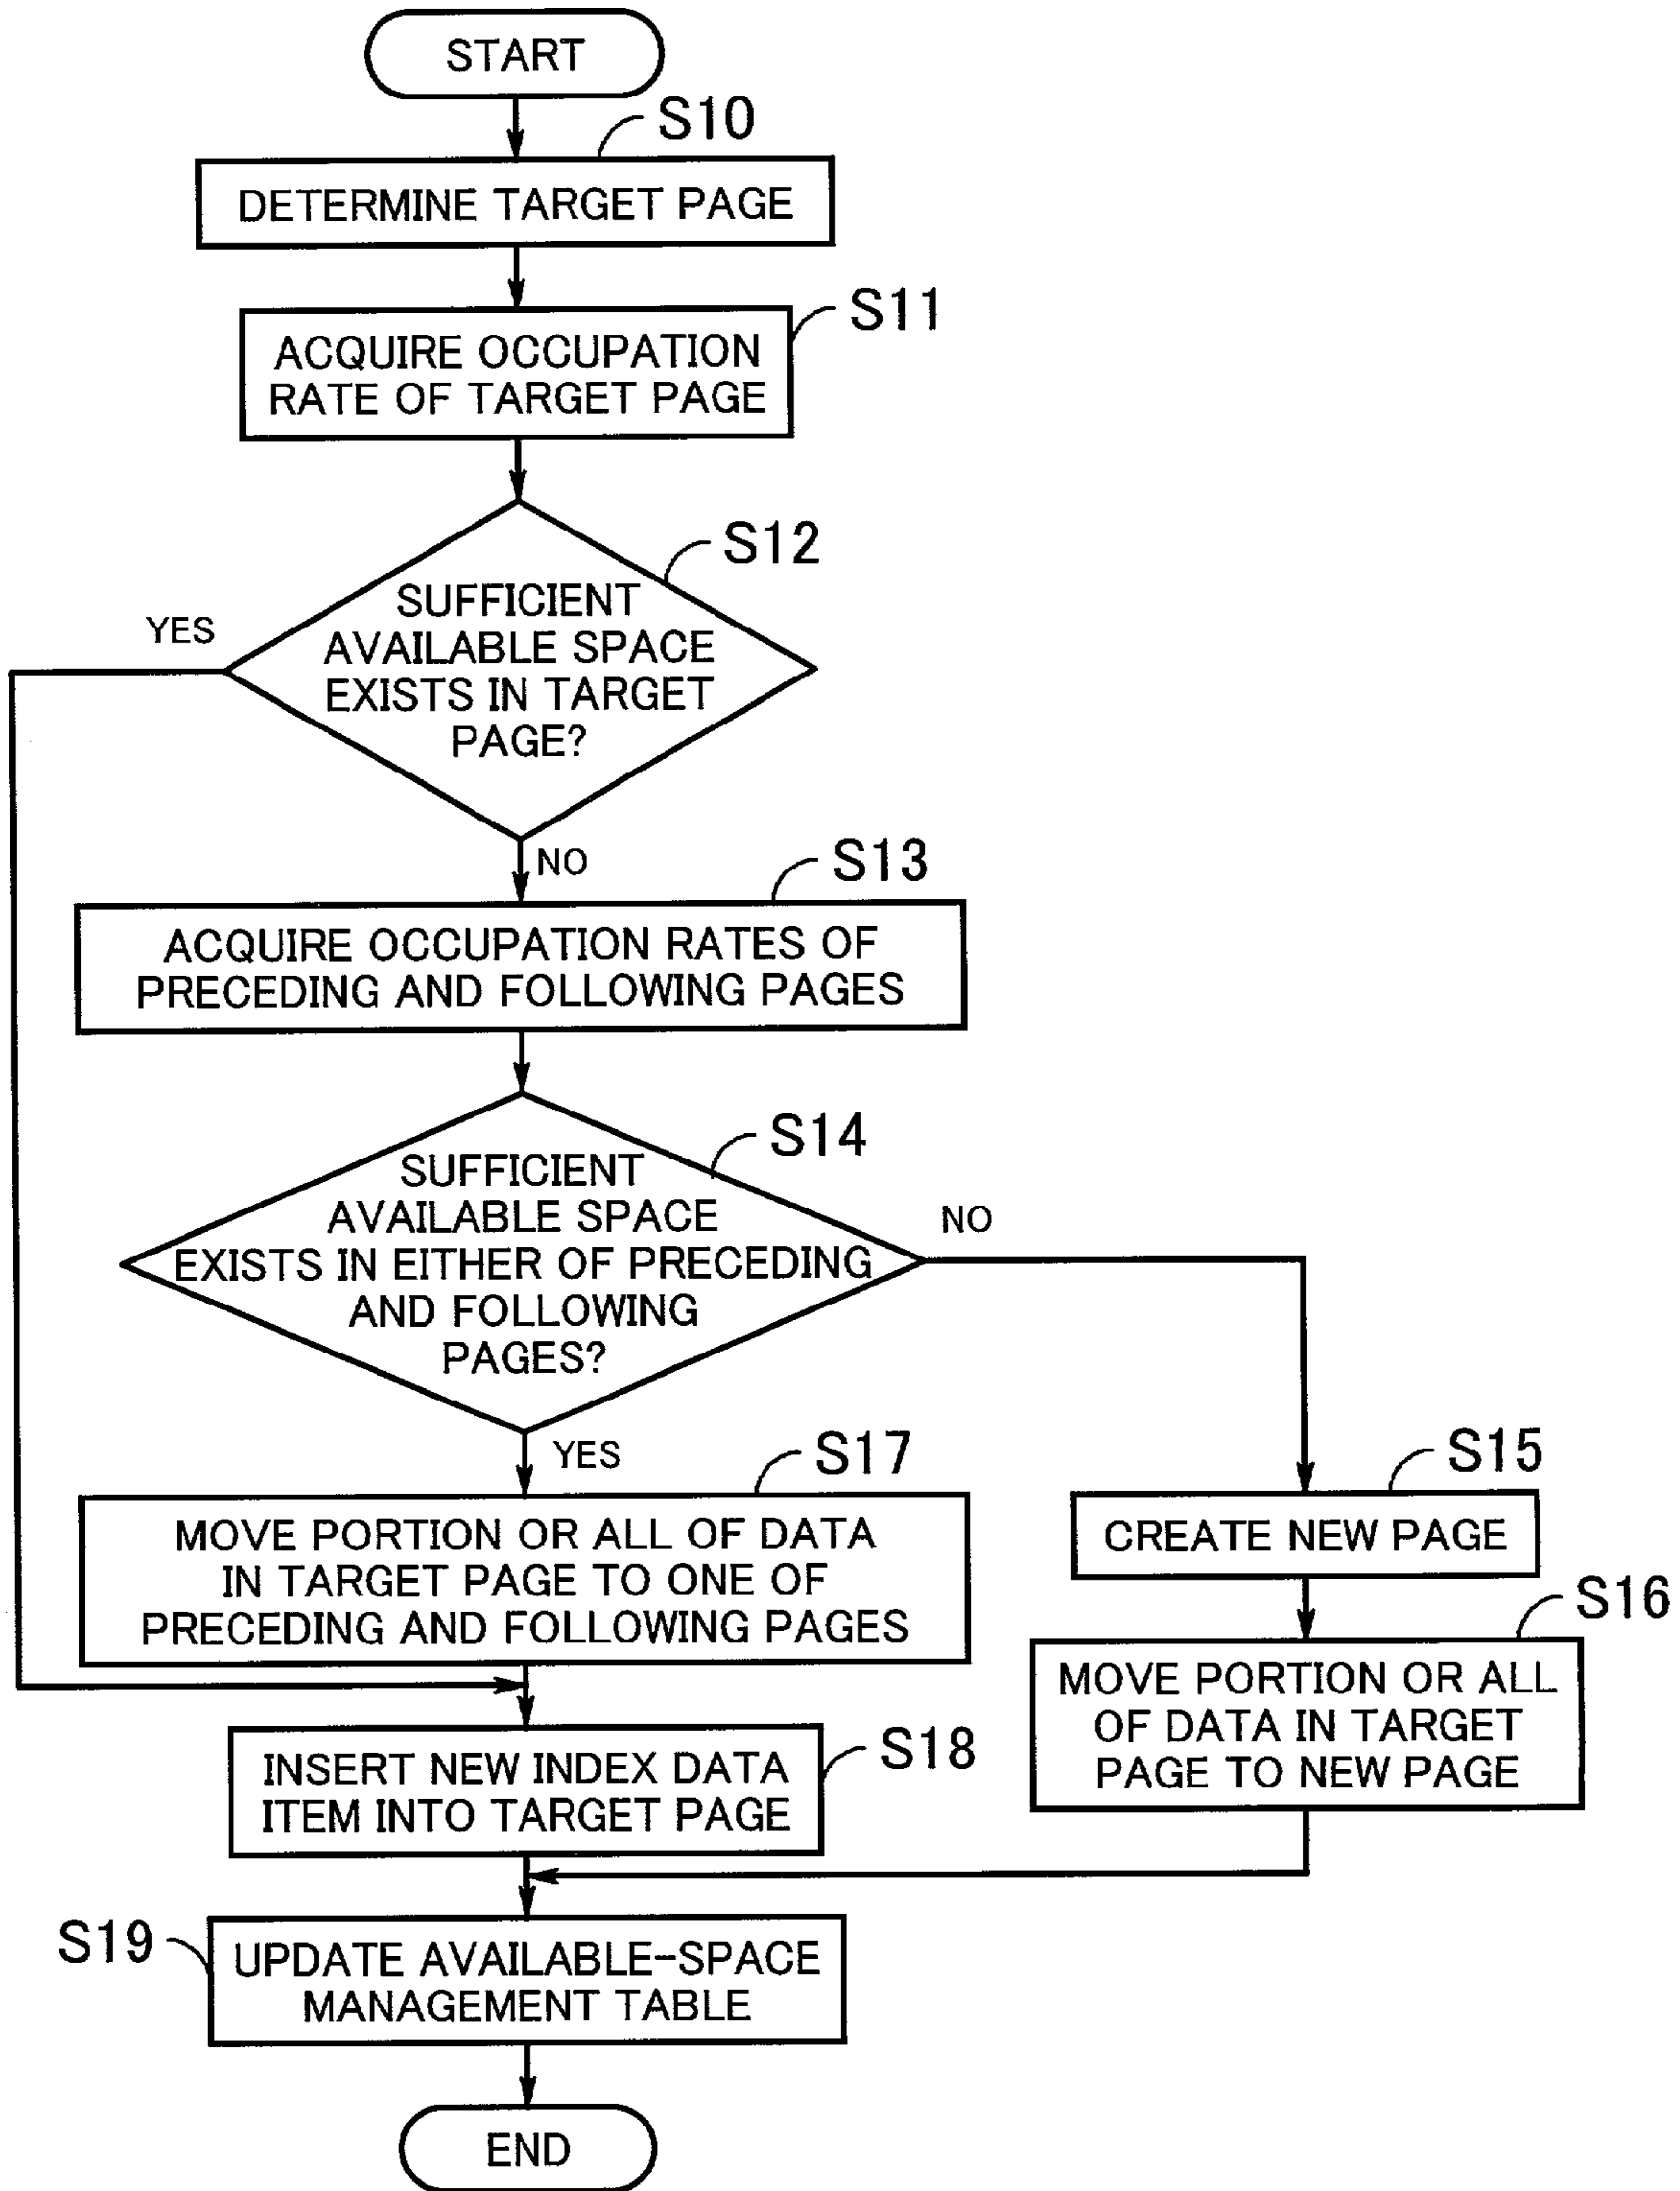 START
S10
DETERMINE TARGET PAGE
S11
ACQUIRE OCCUPATION
RATE OF TARGET PAGE
S12
SUFFICIENT
AVAILABLE SPACE
EXISTS IN TARGET
PAGE?
YES
NO
S13
ACQUIRE OCCUPATION RATES OF
PRECEDING AND FOLLOWING PAGES
S14
SUFFICIENT
AVAILABLE SPACE
EXISTS IN EITHER OF PRECEDING
AND FOLLOWING
PAGES?
NO
YES
S17
MOVE PORTION OR ALL OF DATA
IN TARGET PAGE TO ONE OF
PRECEDING AND FOLLOWING PAGES
S15
CREATE NEW PAGE
S16
MOVE PORTION OR ALL
OF DATA IN TARGET
PAGE TO NEW PAGE
S18
INSERT NEW INDEX DATA
ITEM INTO TARGET PAGE
S19
UPDATE AVAILABLE-SPACE
MANAGEMENT TABLE
END